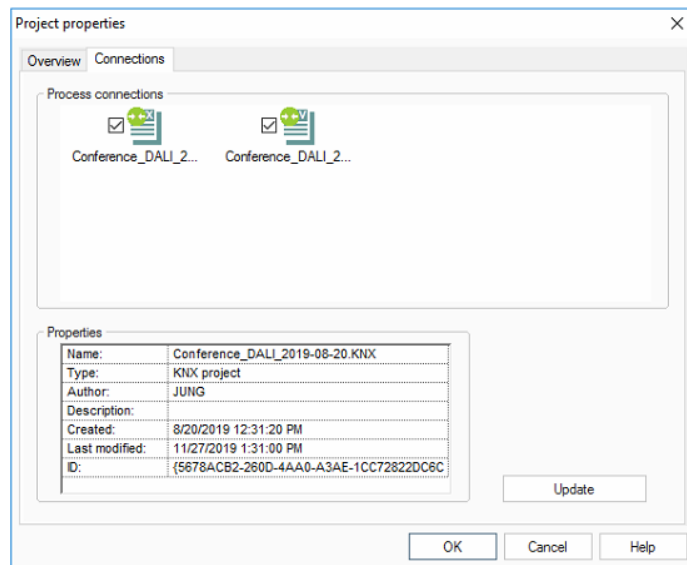 Project properties
Overview
Connections
Process connections
Conference_DALI_2...
Conference_DALI_2...
Properties
Name: Conference_DALI_2019-08-20.KNX
Type: KNX project
Author: JUNG
Description:
Created: 8/20/2019 12:31:20 PM
Last modified: 11/27/2019 1:31:00 PM
ID: {5678ACB2-260D-4AA0-A3AE-1CC72822DC6C
Update
OK
Cancel
Help